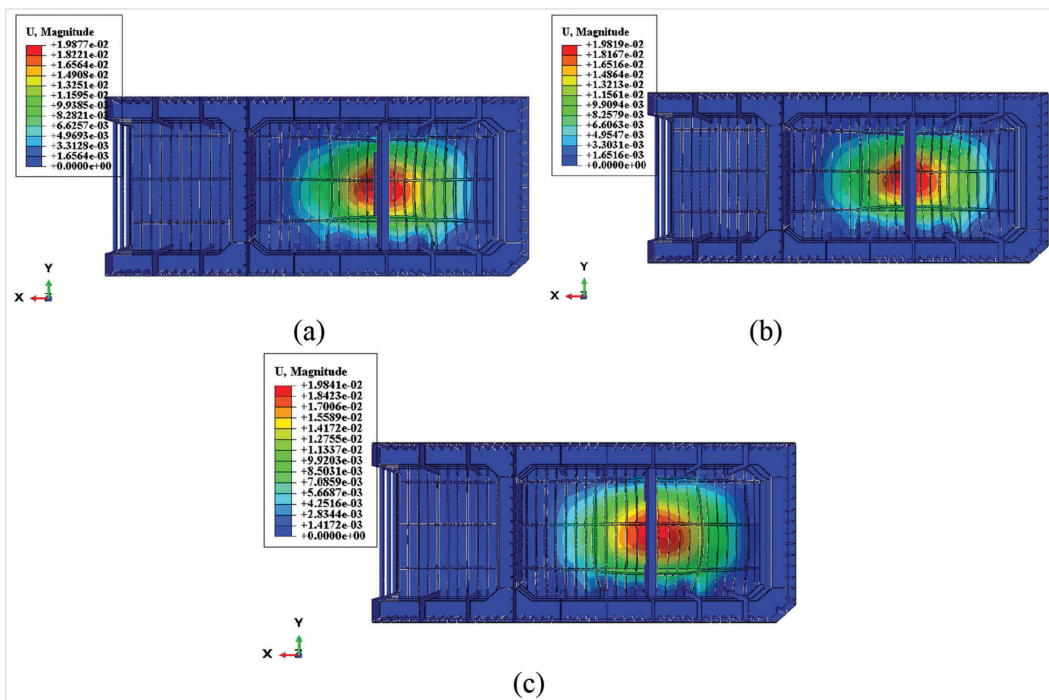 U, Magnitude
+1.9877e-02
+1.8221e-02
+1.6564e-02
+1.4908e-02
+1.3251e-02
+1.1595e-02
+9.9385e-03
+8.2821e-03
+6.6257e-03
+4.9693e-03
+3.3128e-03
+1.6564e-03
+0.0000e+00
Y
X
Z
(a)
U, Magnitude
+1.9819e-02
+1.8167e-02
+1.6516e-02
+1.4864e-02
+1.3213e-02
+1.1561e-02
+9.9094e-03
+8.2579e-03
+6.6063e-03
+4.9547e-03
+3.3031e-03
+1.6516e-03
+0.0000e+00
Y
X
Z
(b)
U, Magnitude
+1.9841e-02
+1.8423e-02
+1.7006e-02
+1.5589e-02
+1.4172e-02
+1.2755e-02
+1.1337e-02
+9.9203e-03
+8.5031e-03
+7.0859e-03
+5.6687e-03
+4.2516e-03
+2.8344e-03
+1.4172e-03
+0.0000e+00
Y
X
Z
(c)